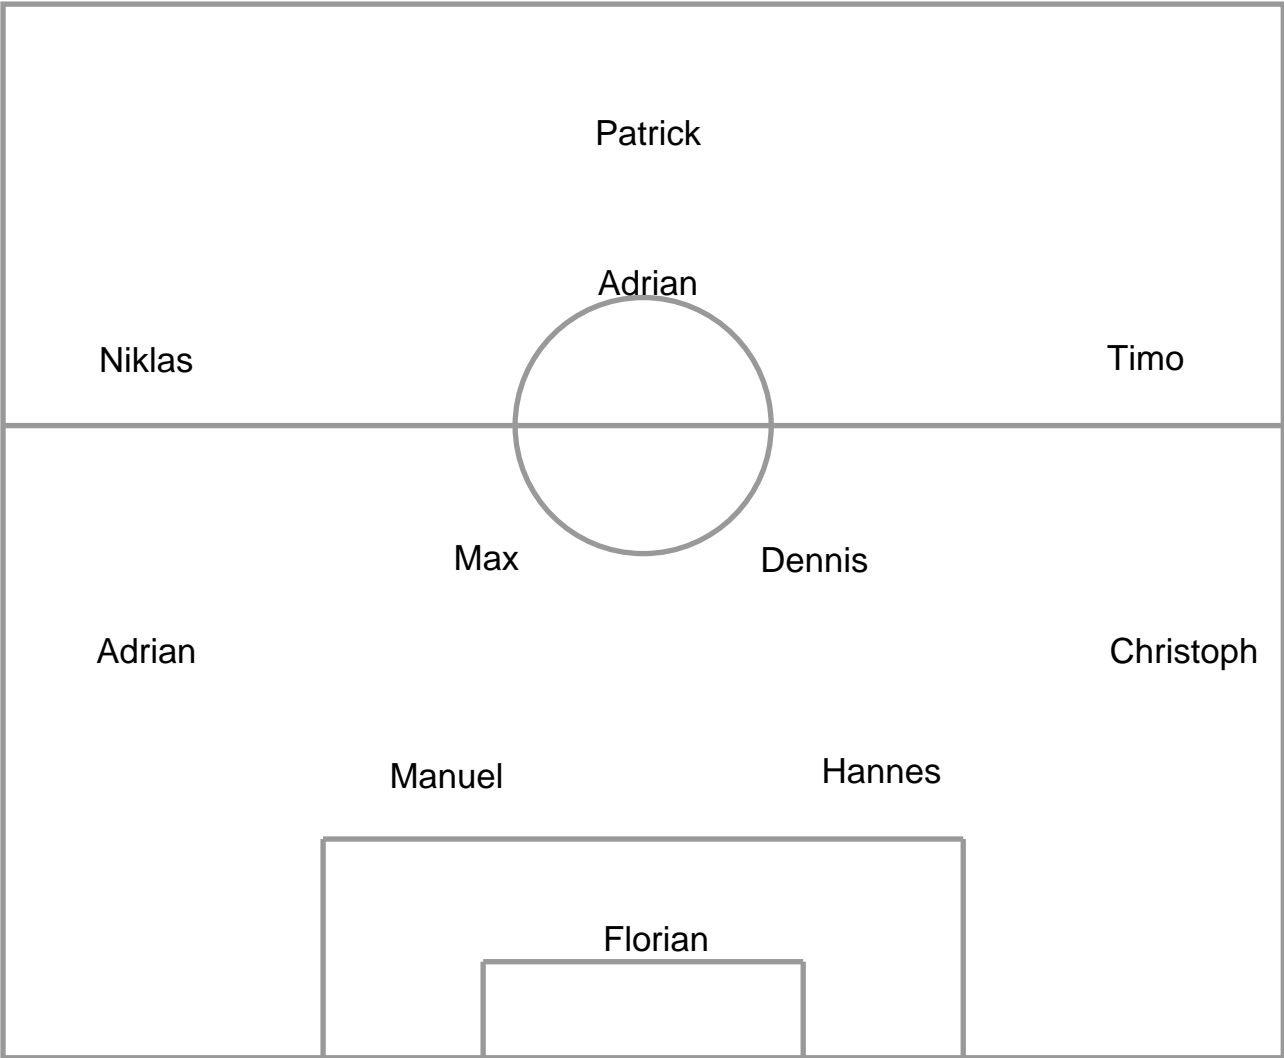 Patrick
Adrian
Niklas
Timo
Max
Dennis
Adrian
Christoph
Manuel
Hannes
Florian